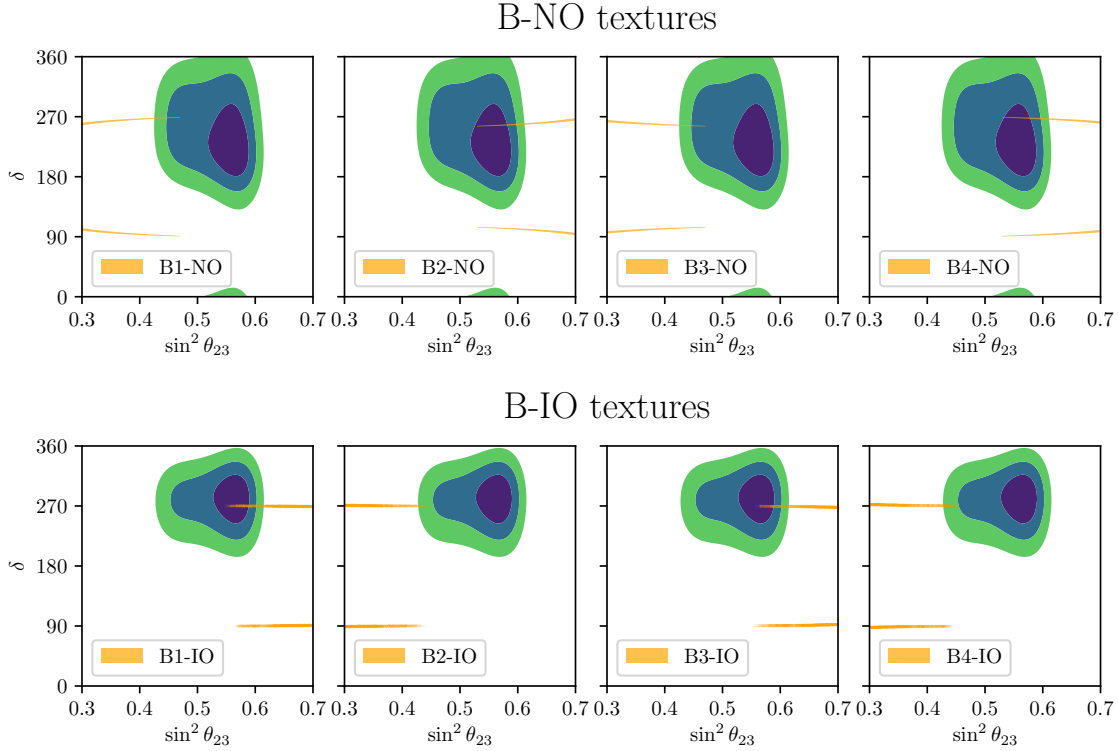 B-NO textures
360
270
180
90
0
δ
B1-NO
B2-NO
B3-NO
B4-NO
0.3 0.4 0.5 0.6 0.7
0.3 0.4 0.5 0.6 0.7
0.3 0.4 0.5 0.6 0.7
0.3 0.4 0.5 0.6 0.7
sin² θ₂₃
sin² θ₂₃
sin² θ₂₃
sin² θ₂₃
B-IO textures
360
270
180
90
0
δ
B1-IO
B2-IO
B3-IO
B4-IO
0.3 0.4 0.5 0.6 0.7
0.3 0.4 0.5 0.6 0.7
0.3 0.4 0.5 0.6 0.7
0.3 0.4 0.5 0.6 0.7
sin² θ₂₃
sin² θ₂₃
sin² θ₂₃
sin² θ₂₃